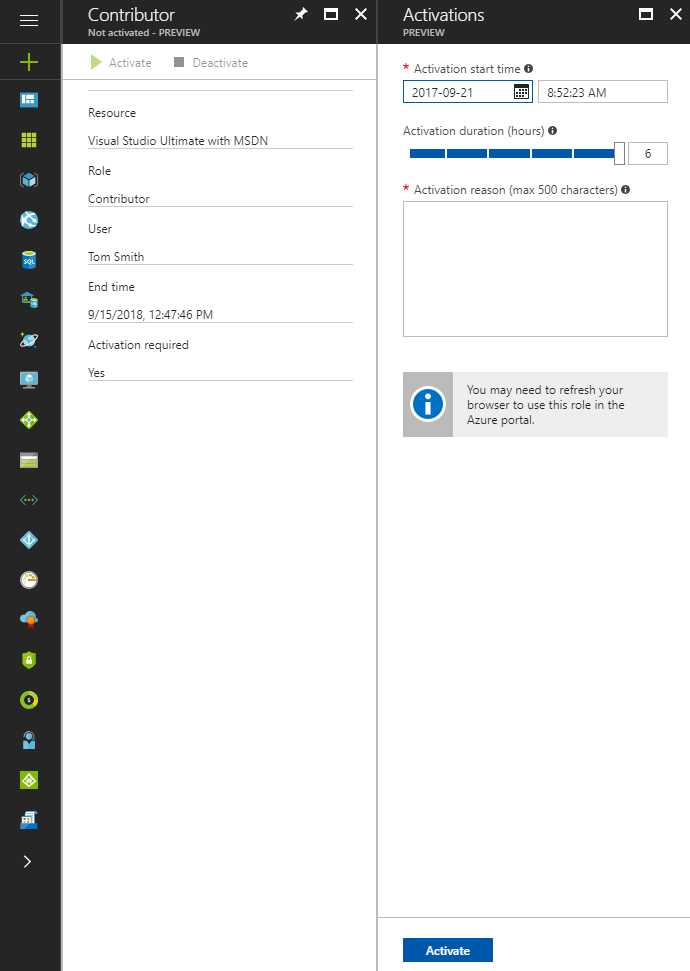 Contributor
Not activated - PREVIEW
Activate
Deactivate
Resource
Visual Studio Ultimate with MSDN
Role
Contributor
User
Tom Smith
End time
9/15/2018, 12:47:46 PM
Activation required
Yes
Activations
PREVIEW
* Activation start time
2017-09-21
8:52:23 AM
Activation duration (hours)
6
* Activation reason (max 500 characters)
You may need to refresh your
browser to use this role in the
Azure portal.
Activate
SQL